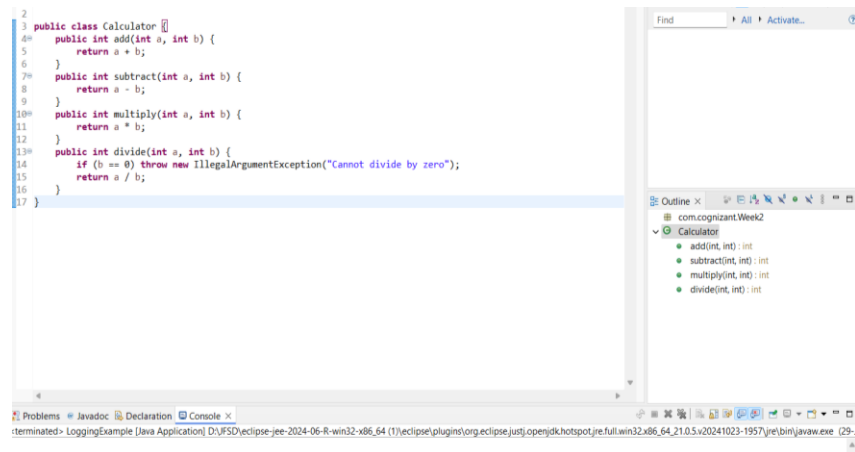 2
3 public class Calculator {
4 public int add(int a, int b) {
5 return a + b;
6 }
7 public int subtract(int a, int b) {
8 return a - b;
9 }
10 public int multiply(int a, int b) {
11 return a * b;
12 }
13 public int divide(int a, int b) {
14 if (b == 0) throw new IllegalArgumentException("Cannot divide by zero");
15 return a / b;
16 }
17 }
Find All Activate...
Outline
com.cognizant.Week2
Calculator
add(int, int) : int
subtract(int, int) : int
multiply(int, int) : int
divide(int, int) : int
Problems Javadoc Declaration Console
<terminated> LoggingExample [Java Application] D:\JFSD\eclipse-jee-2024-06-R-win32-x86_64 (1)\eclipse\plugins\org.eclipse.justj.openjdk.hotspot.jre.full.win32.x86_64_21.0.5.v20241023-1957\jre\bin\javaw.exe (29-